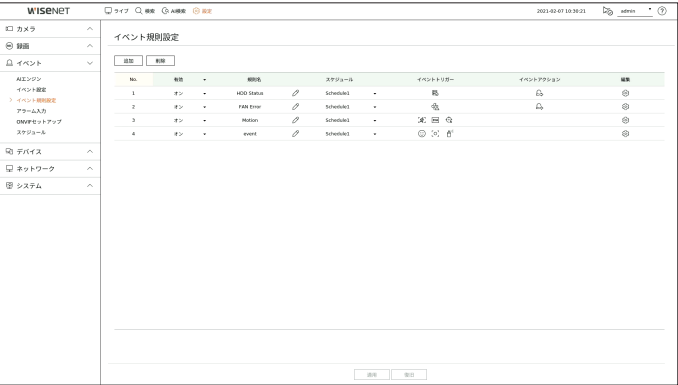 WISENET
ライブ 検索 AI検索 設定
2021-02-07 10:30:21 admin
カメラ
録画
イベント
AIエンジン
イベント設定
イベント規則設定
アラーム入力
ONVIFセットアップ
スケジュール
デバイス
ネットワーク
システム
イベント規則設定
追加 削除
No. 有効 規則名 スケジュール イベントトリガー イベントアクション 編集
1 オン HDD Status Schedule1
2 オン FAN Error Schedule1
3 オン Motion Schedule1
4 オン event Schedule1
適用